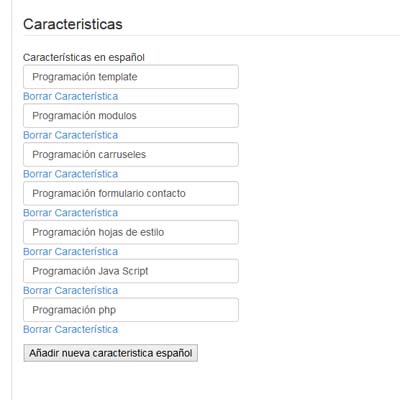 Caracteristicas
Características en español
Programación template
Borrar Característica
Programación modulos
Borrar Característica
Programación carruseles
Borrar Característica
Programación formulario contacto
Borrar Característica
Programación hojas de estilo
Borrar Característica
Programación Java Script
Borrar Característica
Programación php
Borrar Característica
Añadir nueva caracteristica español